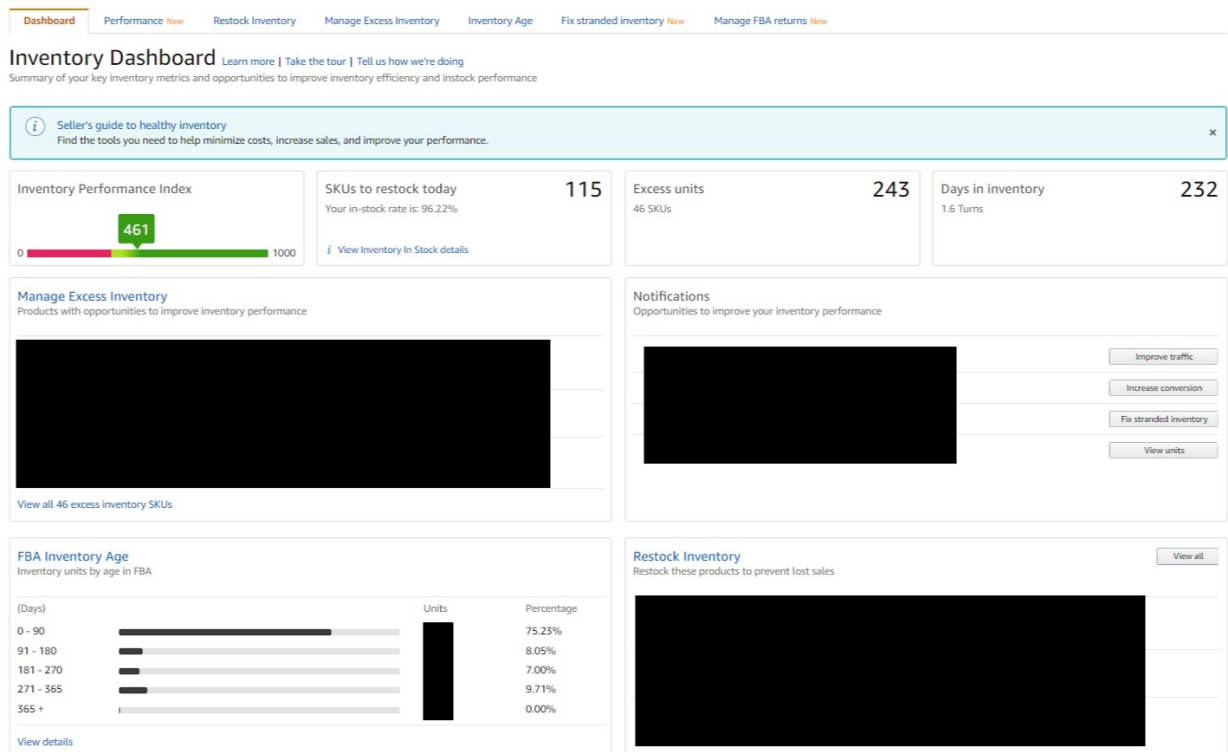 Dashboard Performance New Restock Inventory Manage Excess Inventory Inventory Age Fix stranded inventory New Manage FBA returns New
Inventory Dashboard Learn more | Take the tour | Tell us how we're doing
Summary of your key inventory metrics and opportunities to improve inventory efficiency and instock performance
i Seller's guide to healthy inventory ×
Find the tools you need to help minimize costs, increase sales, and improve your performance.
Inventory Performance Index
461
0 1000
SKUs to restock today 115
Your in-stock rate is: 96.22%
i View Inventory In Stock details
Excess units 243
46 SKUs
Days in inventory 232
1.6 Turns
Manage Excess Inventory
Products with opportunities to improve inventory performance
View all 46 excess inventory SKUs
Notifications
Opportunities to improve your inventory performance
Improve traffic
Increase conversion
Fix stranded inventory
View units
FBA Inventory Age
Inventory units by age in FBA
(Days) Units Percentage
0 - 90 75.23%
91 - 180 8.05%
181 - 270 7.00%
271 - 365 9.71%
365 + 0.00%
View details
Restock Inventory View all
Restock these products to prevent lost sales